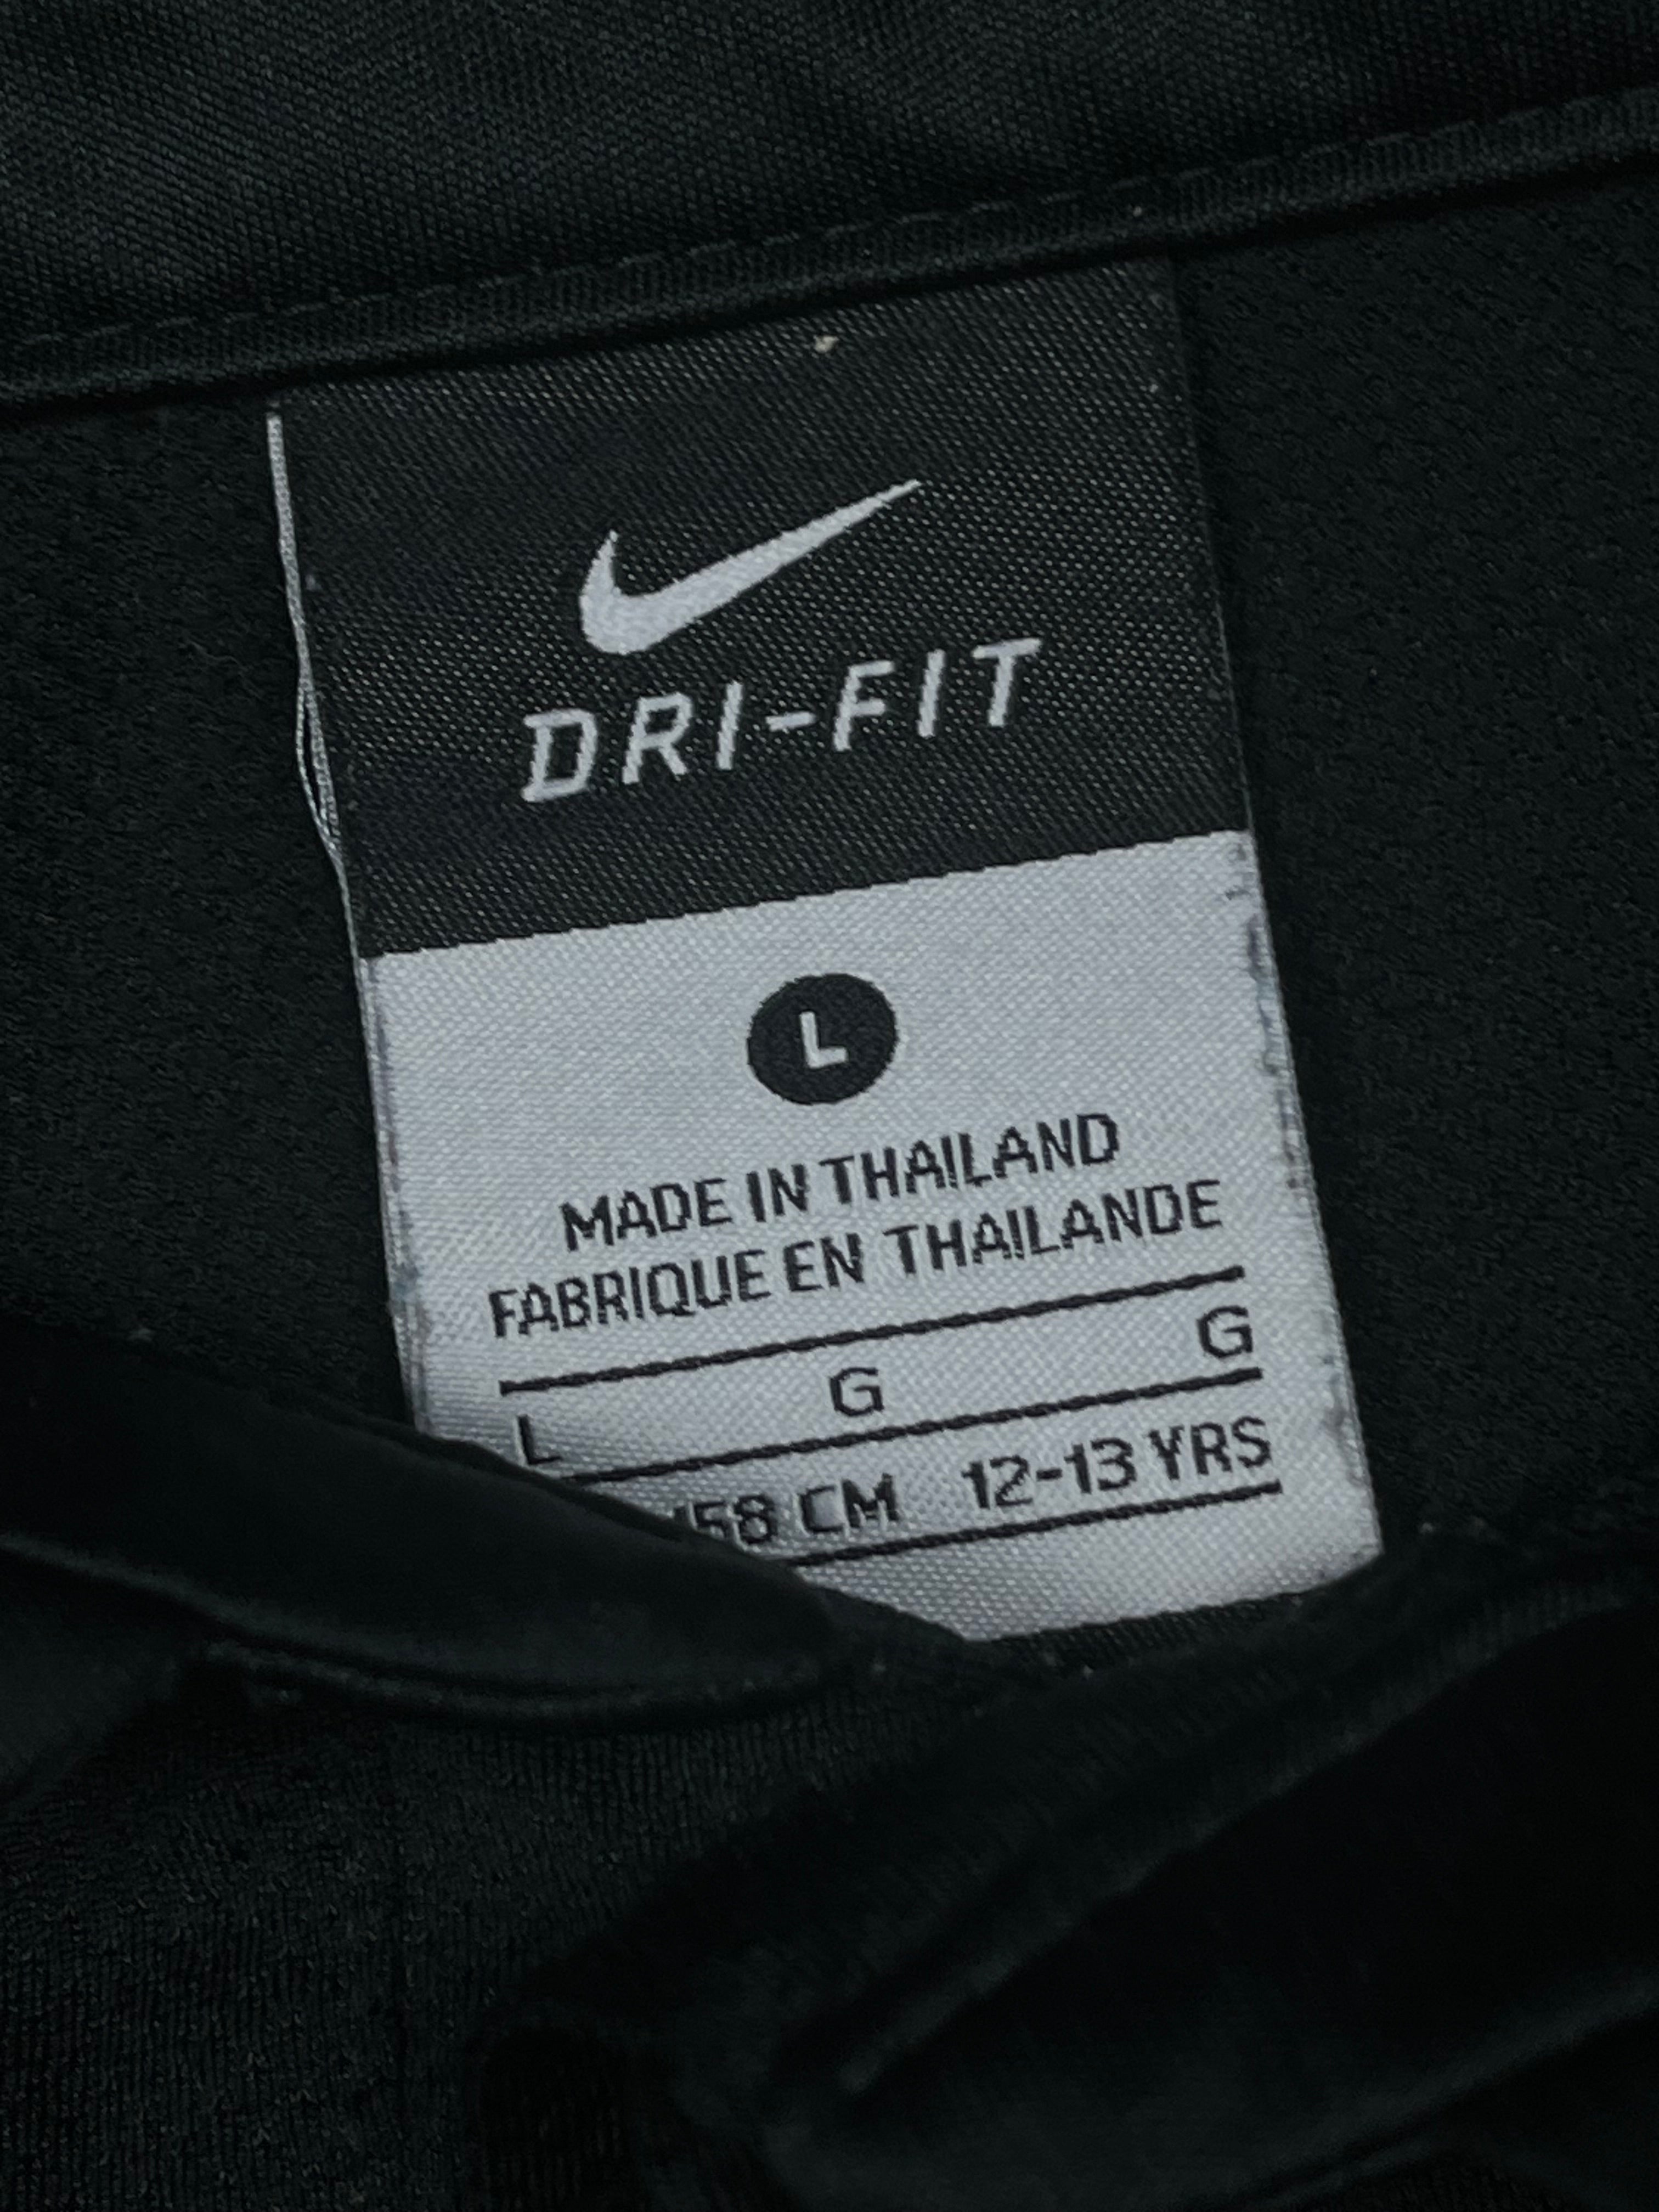 DRI-FIT
L
MADE IN THAILAND
FABRIQUE EN THAILANDE
L G G
12-13 YRS